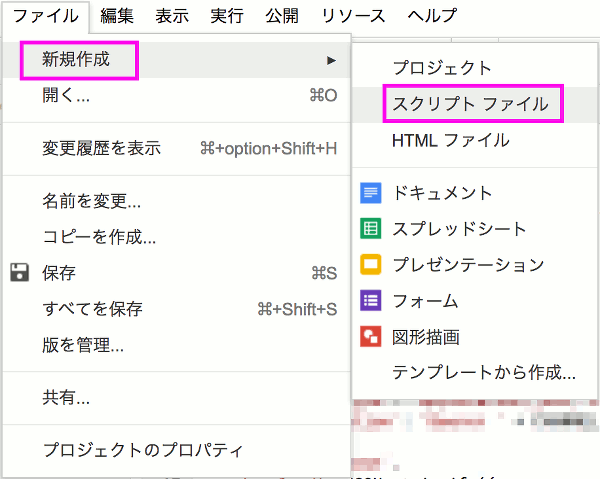 ファイル 編集 表示 実行 公開 リソース ヘルプ
新規作成 ▶
開く... ⌘O
変更履歴を表示 ⌘+option+Shift+H
名前を変更...
コピーを作成...
保存 ⌘S
すべてを保存 ⌘+Shift+S
版を管理...
共有...
プロジェクトのプロパティ
プロジェクト
スクリプト ファイル
HTML ファイル
ドキュメント
スプレッドシート
プレゼンテーション
フォーム
図形描画
テンプレートから作成...